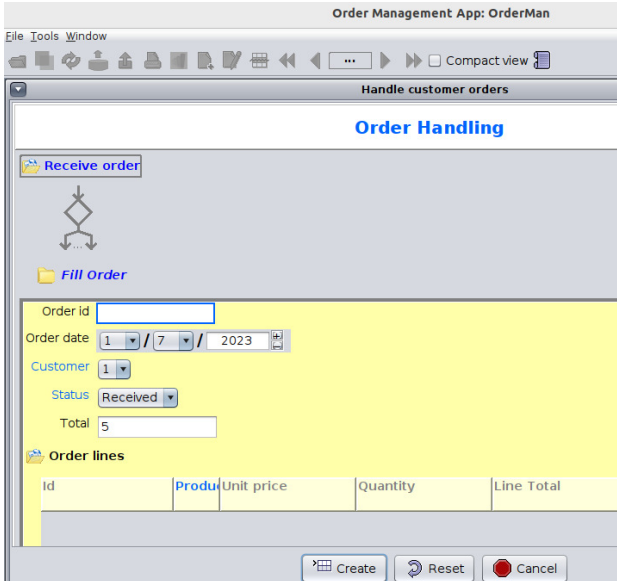 Order Management App: OrderMan
File Tools Window
... Compact view
Handle customer orders
Order Handling
Receive order
...
Fill Order
Order id
Order date 1 / 7 / 2023
Customer 1
Status Received
Total 5
Order lines
Id Produ Unit price Quantity Line Total
Create Reset Cancel